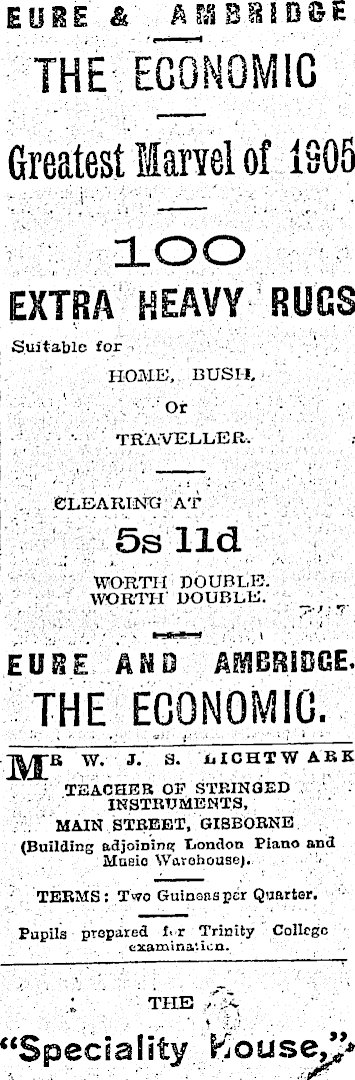 EURE & AMBRIDGE
THE ECONOMIC
Greatest Marvel of 1905
100
EXTRA HEAVY RUGS
Suitable for
HOME, BUSH,
Or
TRAVELLER.
CLEARING AT
5s 11d
WORTH DOUBLE.
WORTH DOUBLE.
EURE AND AMBRIDGE.
THE ECONOMIC.
MR W. J. S. LIGHTWARK
TEACHER OF STRINGED
INSTRUMENTS,
MAIN STREET, GISBORNE
(Building adjoining London Piano and
Music Warehouse).
TERMS: Two Guineas per Quarter.
Pupils prepared for Trinity College
examination.
THE
"Speciality House,"